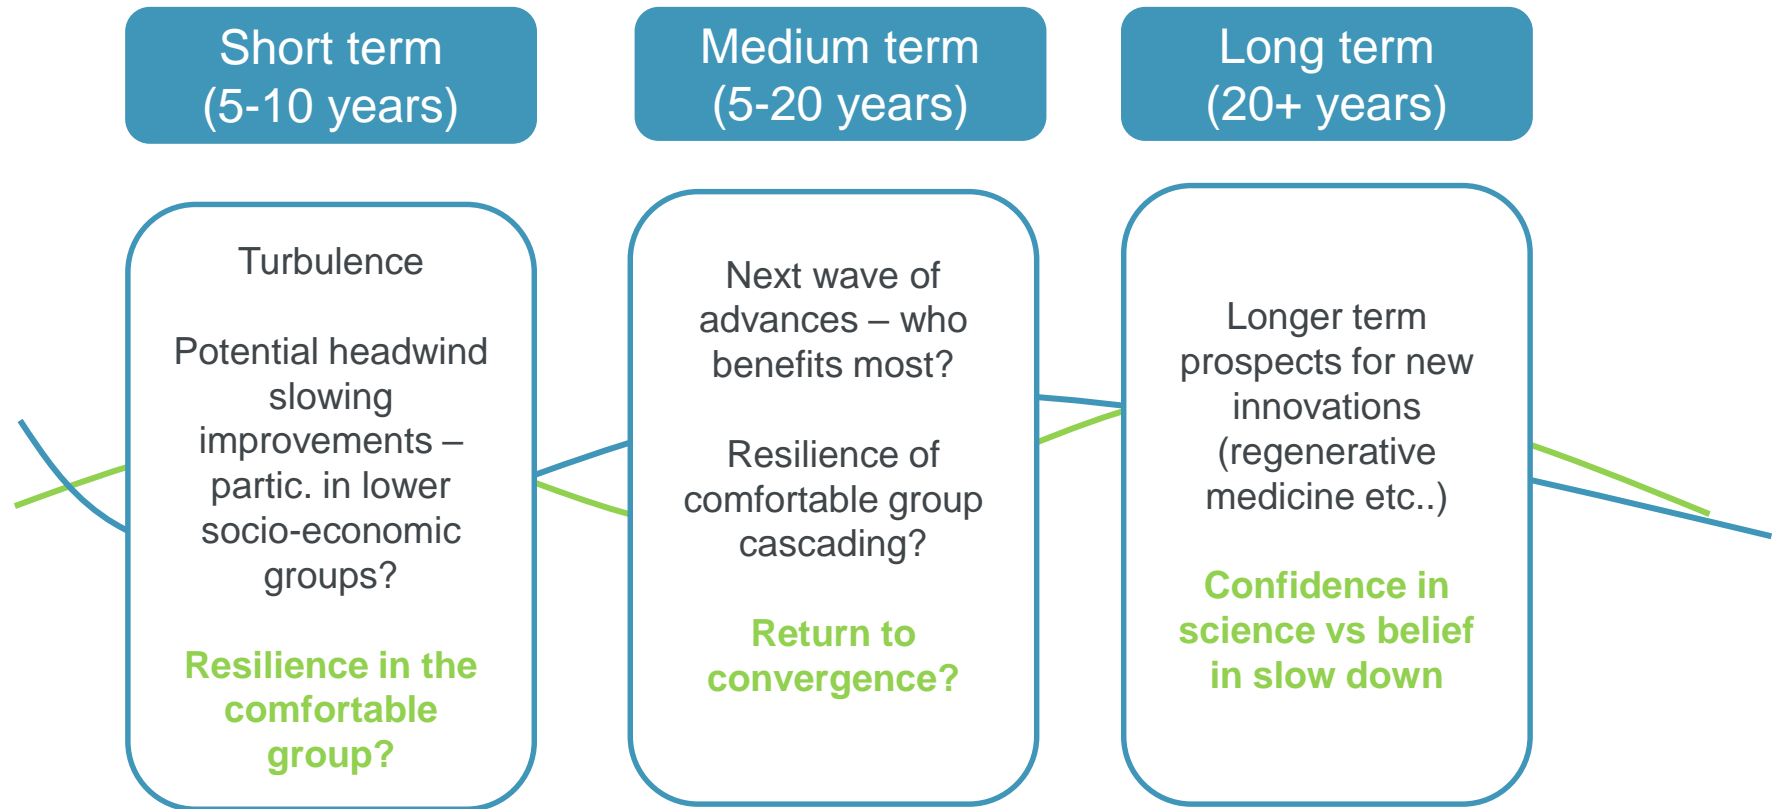 Short term
(5-10 years)
Turbulence
Potential headwind
slowing
improvements –
partic. in lower
socio-economic
groups?
Resilience in the
comfortable
group?
Medium term
(5-20 years)
Next wave of
advances – who
benefits most?
Resilience of
comfortable group
cascading?
Return to
convergence?
Long term
(20+ years)
Longer term
prospects for new
innovations
(regenerative
medicine etc..)
Confidence in
science vs belief
in slow down